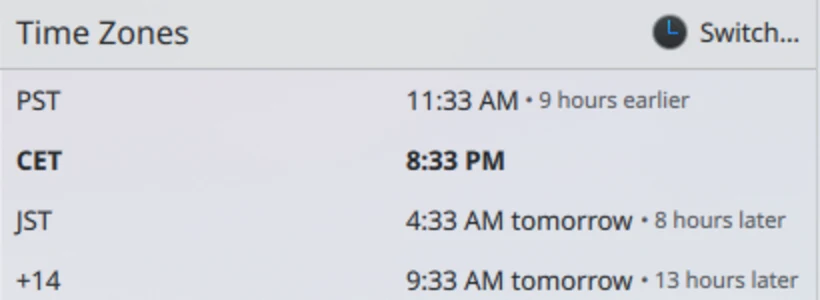 Time Zones Switch...
PST 11:33 AM • 9 hours earlier
CET 8:33 PM
JST 4:33 AM tomorrow • 8 hours later
+14 9:33 AM tomorrow • 13 hours later